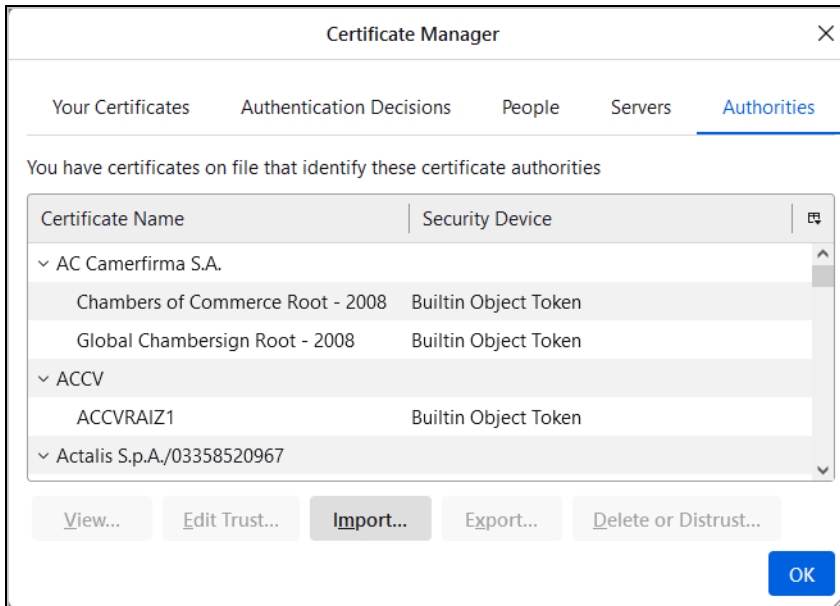 Certificate Manager
Your Certificates Authentication Decisions People Servers Authorities
You have certificates on file that identify these certificate authorities
Certificate Name Security Device
AC Camerfirma S.A.
Chambers of Commerce Root - 2008 Builtin Object Token
Global Chambersign Root - 2008 Builtin Object Token
ACCV
ACCVRAIZ1 Builtin Object Token
Actalis S.p.A./03358520967
View... Edit Trust... Import... Export... Delete or Distrust...
OK